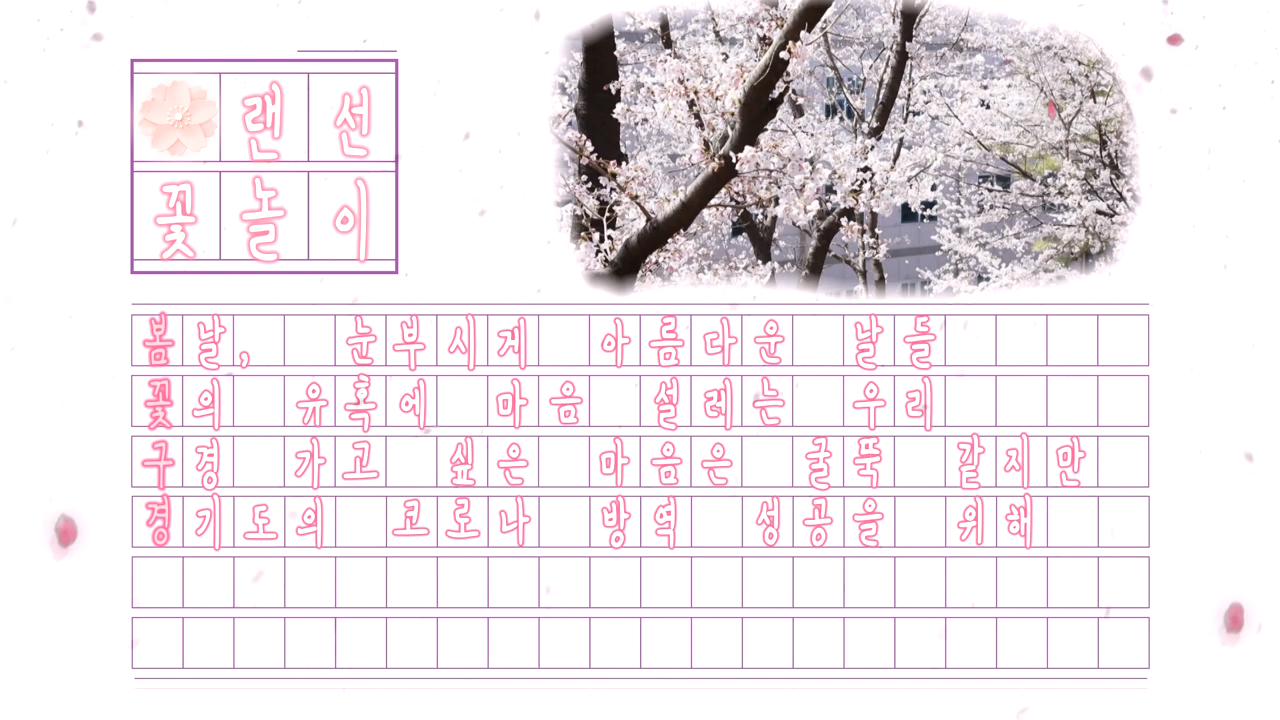 랜선
꽃놀이
봄날, 눈부시게 아름다운 날들
꽃의 유혹에 마음 설레는 우리
구경 가고 싶은 마음은 굴뚝 같지만
경기도의 코로나 방역 성공을 위해